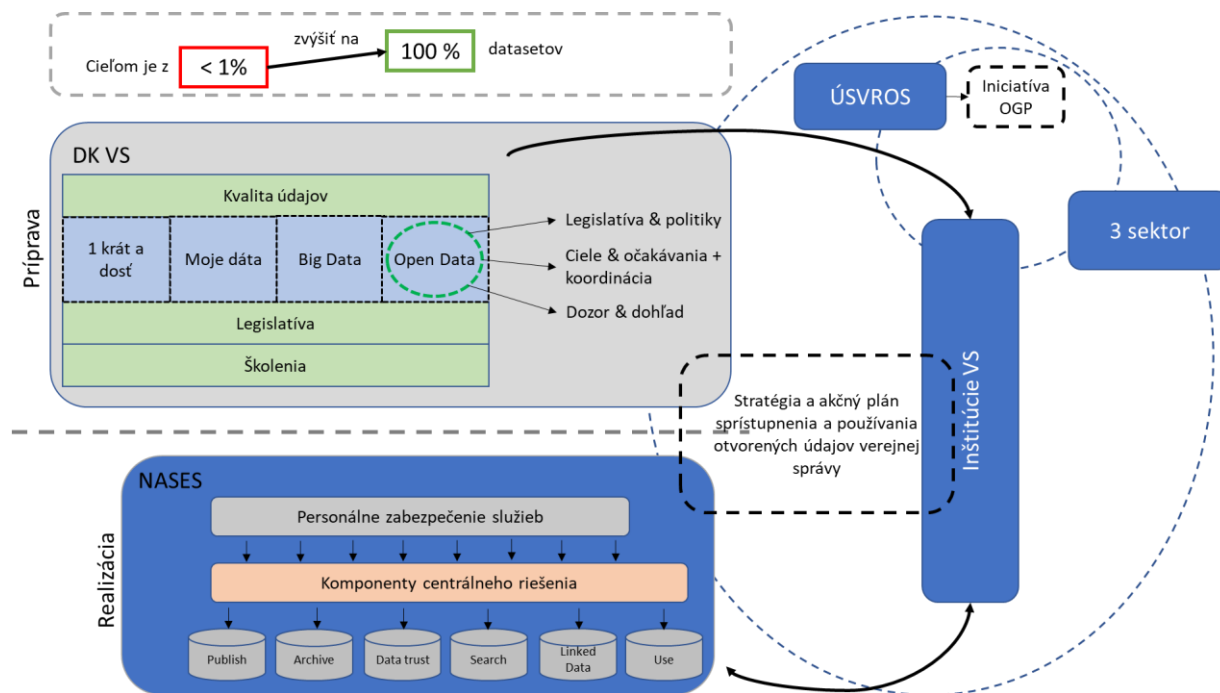 Cieľom je z
< 1%
zvýšiť na
100 %
datasetov
ÚSVROS
Iniciatíva
OGP
3 sektor
Inštitúcie VS
Príprava
DK VS
Kvalita údajov
1 krát a
dosť
Moje dáta
Big Data
Open Data
Legislatíva & politiky
Ciele & očakávania +
koordinácia
Dozor & dohľad
Legislatíva
Školenia
Stratégia a akčný plán
sprístupnenia a používania
otvorených údajov verejnej
správy
Realizácia
NASES
Personálne zabezpečenie služieb
Komponenty centrálneho riešenia
Publish
Archive
Data trust
Search
Linked
Data
Use